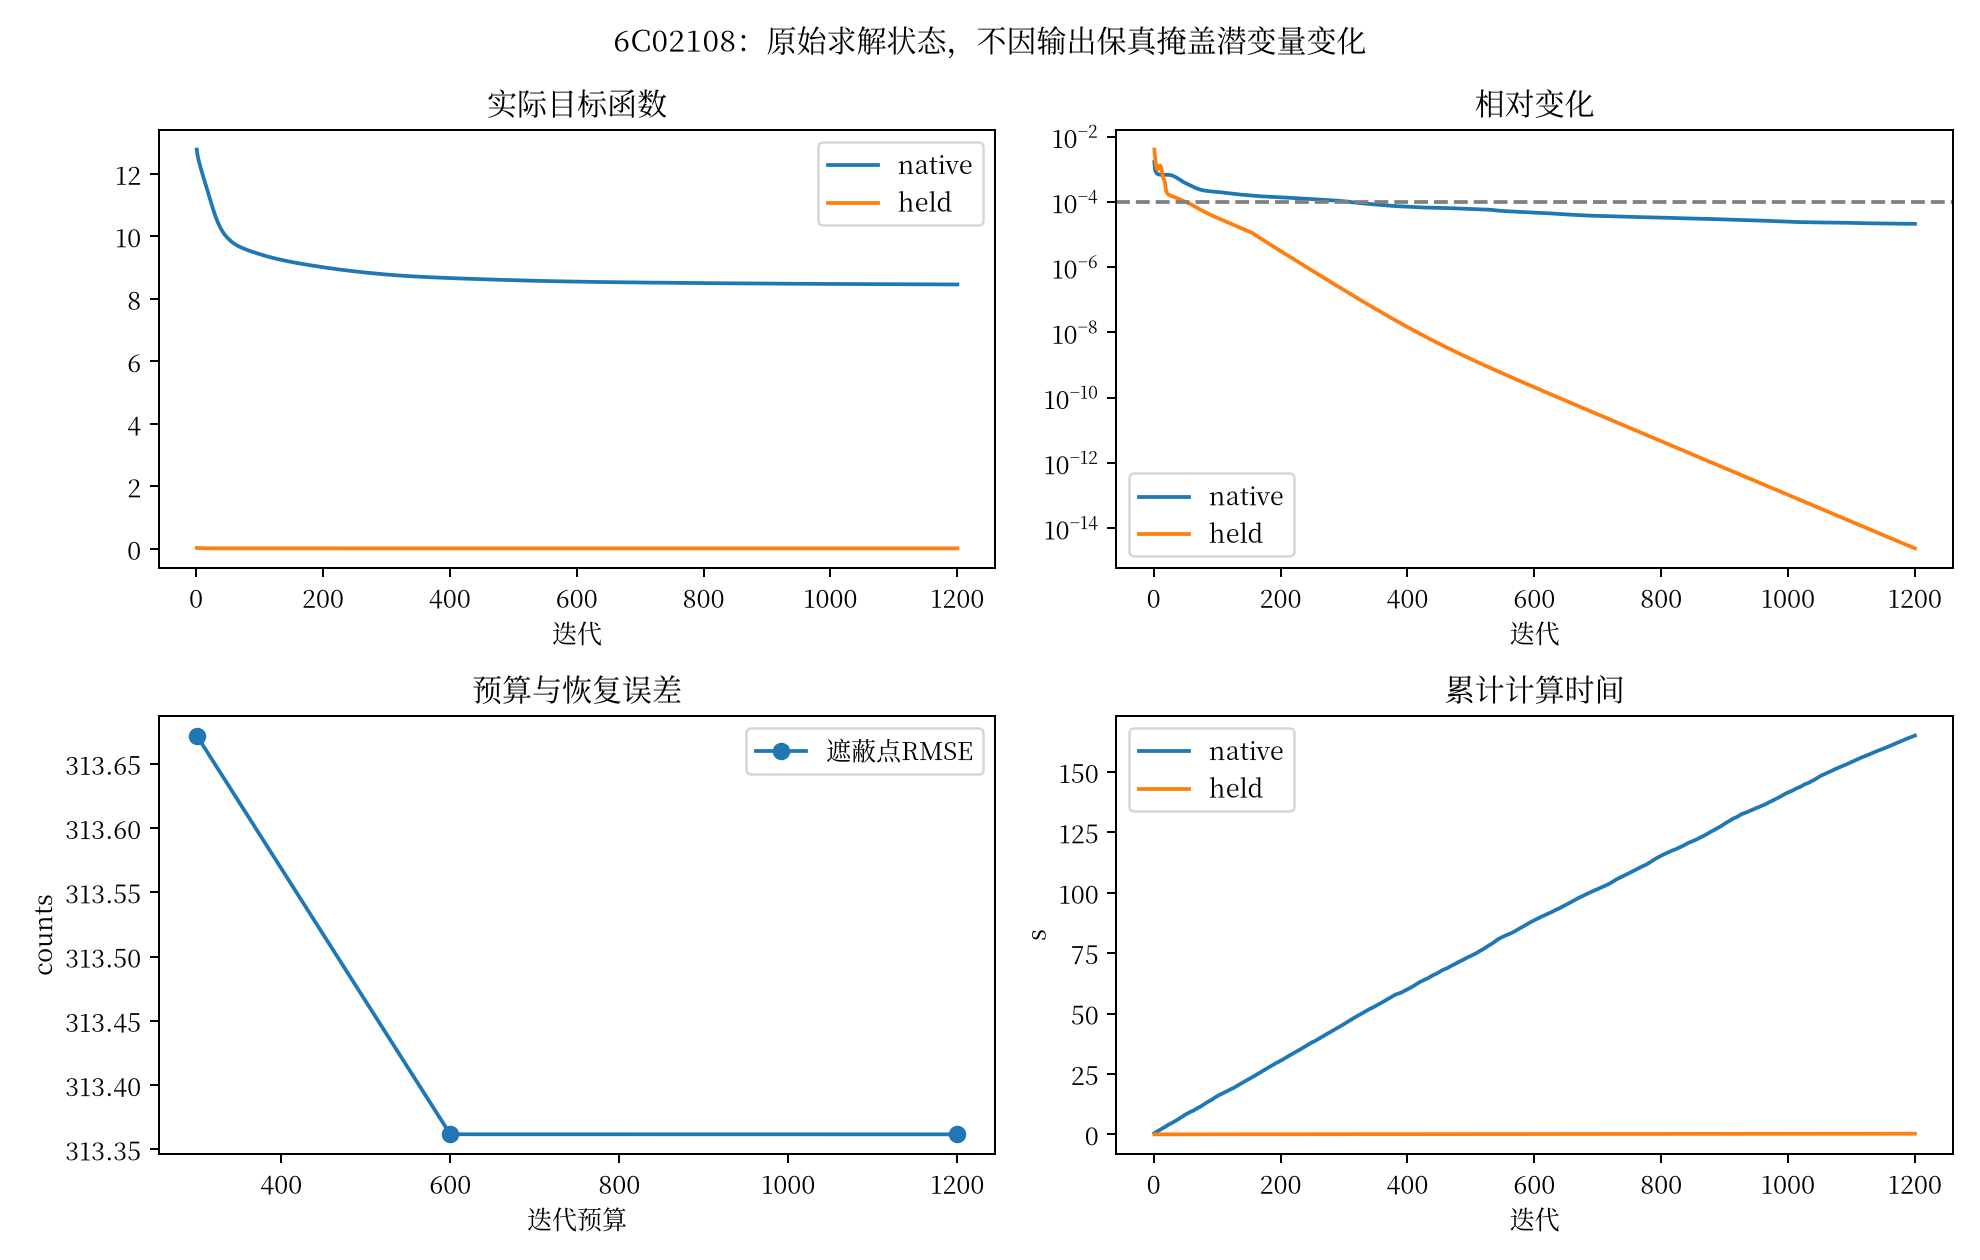 6C02108：原始求解状态，不因输出保真掩盖潜变量变化
实际目标函数
12
10
8
6
4
2
0
native
held
0 200 400 600 800 1000 1200
迭代
相对变化
10⁻²
10⁻⁴
10⁻⁶
10⁻⁸
10⁻¹⁰
10⁻¹²
10⁻¹⁴
native
held
0 200 400 600 800 1000 1200
迭代
预算与恢复误差
counts
313.65
313.60
313.55
313.50
313.45
313.40
313.35
遮蔽点RMSE
400 600 800 1000 1200
迭代预算
累计计算时间
s
150
125
100
75
50
25
0
native
held
0 200 400 600 800 1000 1200
迭代